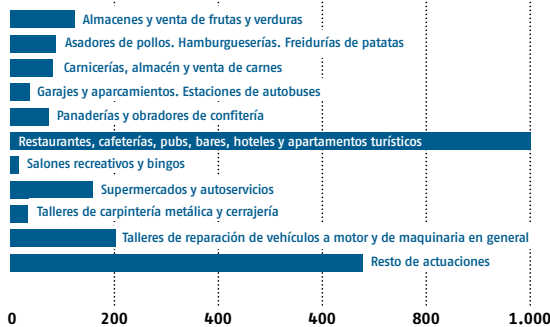 Almacenes y venta de frutas y verduras
Asadores de pollos. Hamburgueserías. Freidurías de patatas
Carnicerías, almacén y venta de carnes
Garajes y aparcamientos. Estaciones de autobuses
Panaderías y obradores de confitería
Restaurantes, cafeterías, pubs, bares, hoteles y apartamentos turísticos
Salones recreativos y bingos
Supermercados y autoservicios
Talleres de carpintería metálica y cerrajería
Talleres de reparación de vehículos a motor y de maquinaria en general
Resto de actuaciones
0 200 400 400 800 1.000